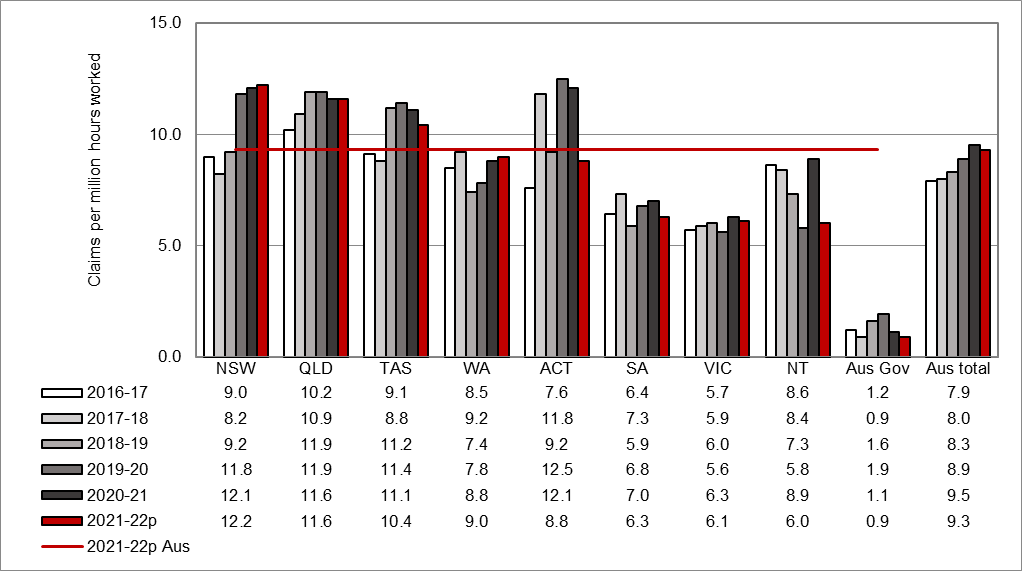 15.0
10.0
5.0
0.0
Claims per million hours worked
NSW QLD TAS WA ACT SA VIC NT Aus Gov Aus total
2016-17 9.0 10.2 9.1 8.5 7.6 6.4 5.7 8.6 1.2 7.9
2017-18 8.2 10.9 8.8 9.2 11.8 7.3 5.9 8.4 0.9 8.0
2018-19 9.2 11.9 11.2 7.4 9.2 5.9 6.0 7.3 1.6 8.3
2019-20 11.8 11.9 11.4 7.8 12.5 6.8 5.6 5.8 1.9 8.9
2020-21 12.1 11.6 11.1 8.8 12.1 7.0 6.3 8.9 1.1 9.5
2021-22p 12.2 11.6 10.4 9.0 8.8 6.3 6.1 6.0 0.9 9.3
2021-22p Aus